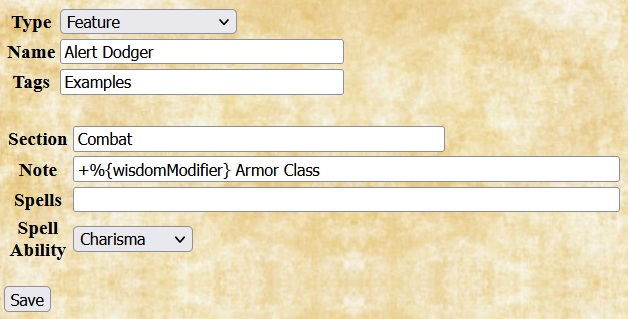 Type Feature
Name Alert Dodger
Tags Examples
Section Combat
Note +%{wisdomModifier} Armor Class
Spells
Spell
Ability Charisma
Save